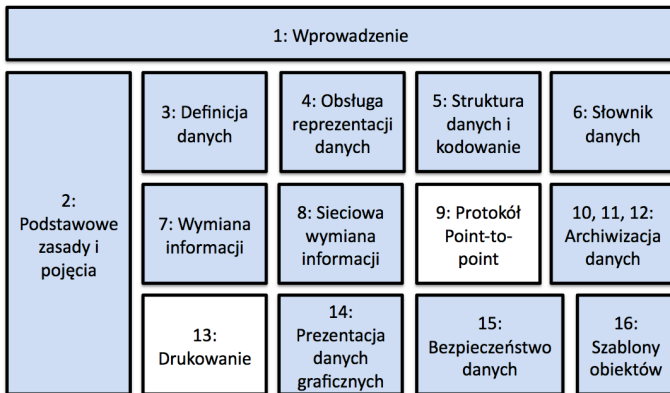 1: Wprowadzenie
2:
Podstawowe
zasady i
pojęcia
3: Definicja
danych
4: Obsługa
reprezentacji
danych
5: Struktura
danych i
kodowanie
6: Słownik
danych
7: Wymiana
informacji
8: Sieciowa
wymiana
informacji
9: Protokół
Point-to-
point
10, 11, 12:
Archiwizacja
danych
13:
Drukowanie
14:
Prezentacja
danych
graficznych
15:
Bezpieczeństwo
danych
16:
Szablony
obiektów